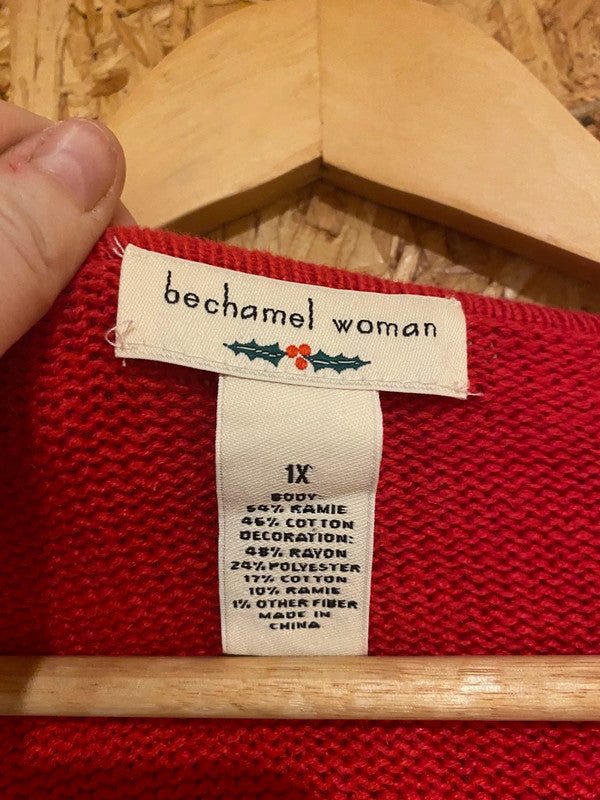 bechamel woman
1X
BODY-
54% RAMIE
46% COTTON
DECORATION:
48% RAYON
24% POLYESTER
17% COTTON
10% RAMIE
1% OTHER FIBER
MADE IN
CHINA